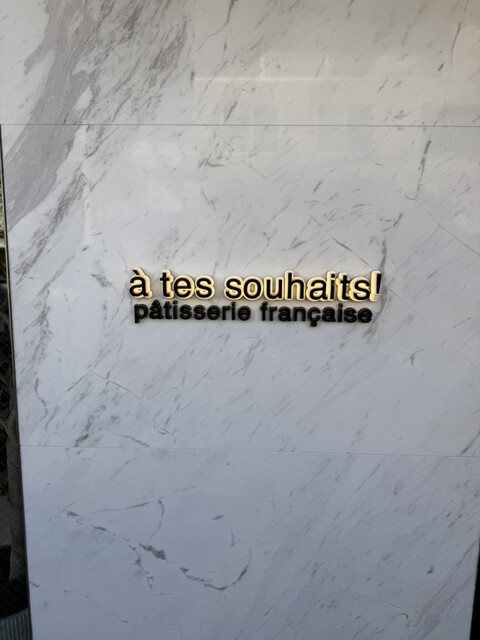 à tes souhaits!
pâtisserie française